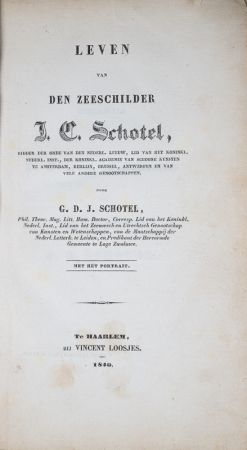 LEVEN
VAN
DEN ZEESCHILDER
J. C. Schotel,
RIDDER DER ORDE VAN DEN NEDERL. LEEUW, LID VAN HET KONINKL.
NEDERL. INST., DER KONINKL. ACADEMIE VAN SCHOONE KUNSTEN
TE AMSTERDAM, BERLIJN, BRUSSEL, ANTWERPEN EN VAN
VELE ANDERE GENOOTSCHAPPEN;
DOOR
G. D. J. SCHOTEL,
Phil. Theor. Mag. Litt. Hum. Doctor, Corresp. Lid van het Koninkl.
Nederl. Inst., Lid van het Zeeuwsch en Utrechtsch Genootschap
van Kunsten en Wetenschappen, van de Maatschappij der
Nederl. Letterk. te Leiden, en Predikant der Hervormde
Gemeente te Lage Zwaluwe.
MET HET PORTRAIT.
Te HAARLEM,
BIJ VINCENT LOOSJES.
1840.